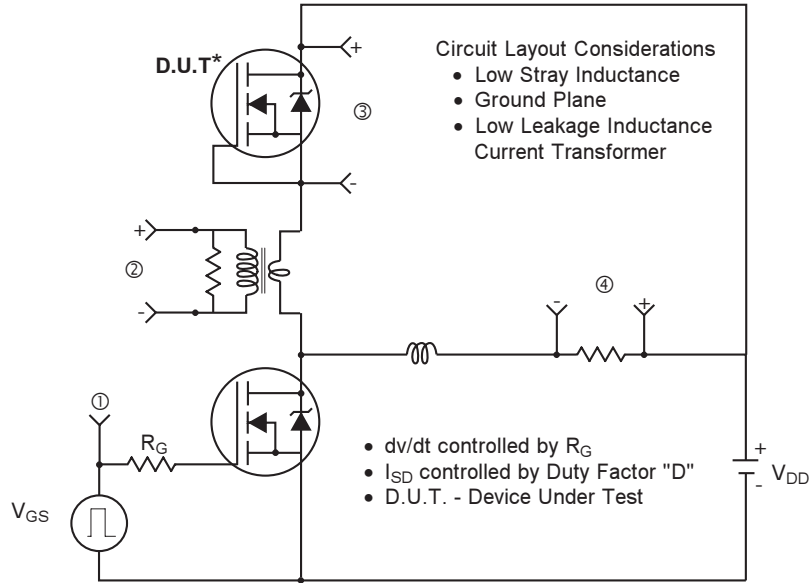 D.U.T*
+
③
-
Circuit Layout Considerations
• Low Stray Inductance
• Ground Plane
• Low Leakage Inductance
Current Transformer
+
②
-
④
-
+
①
RG
VGS
• dv/dt controlled by RG
• ISD controlled by Duty Factor "D"
• D.U.T. - Device Under Test
+
VDD
-